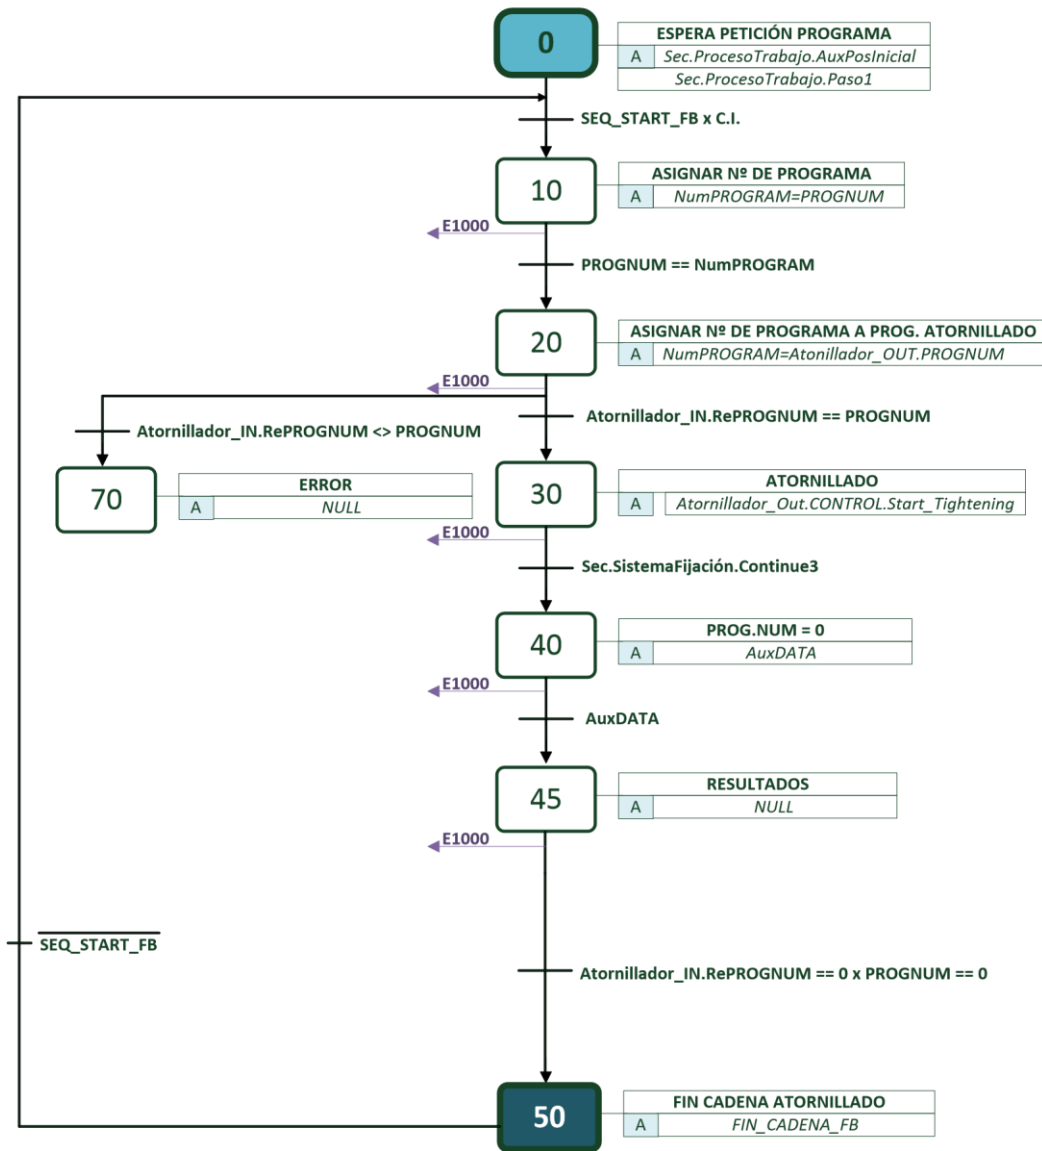 0
ESPERA PETICIÓN PROGRAMA
A Sec.ProcesoTrabajo.AuxPosInicial
Sec.ProcesoTrabajo.Paso1
SEQ_START_FB x C.I.
10
ASIGNAR Nº DE PROGRAMA
A NumPROGRAM=PROGNUM
E1000
PROGNUM == NumPROGRAM
20
ASIGNAR Nº DE PROGRAMA A PROG. ATORNILLADO
A NumPROGRAM=Atonillador_OUT.PROGNUM
E1000
Atornillador_IN.RePROGNUM <> PROGNUM
Atornillador_IN.RePROGNUM == PROGNUM
70
ERROR
A NULL
30
ATORNILLADO
A Atornillador_Out.CONTROL.Start_Tightening
E1000
Sec.SistemaFijación.Continue3
40
PROG.NUM = 0
A AuxDATA
E1000
AuxDATA
45
RESULTADOS
A NULL
E1000
SEQ_START_FB
Atornillador_IN.RePROGNUM == 0 x PROGNUM == 0
50
FIN CADENA ATORNILLADO
A FIN_CADENA_FB